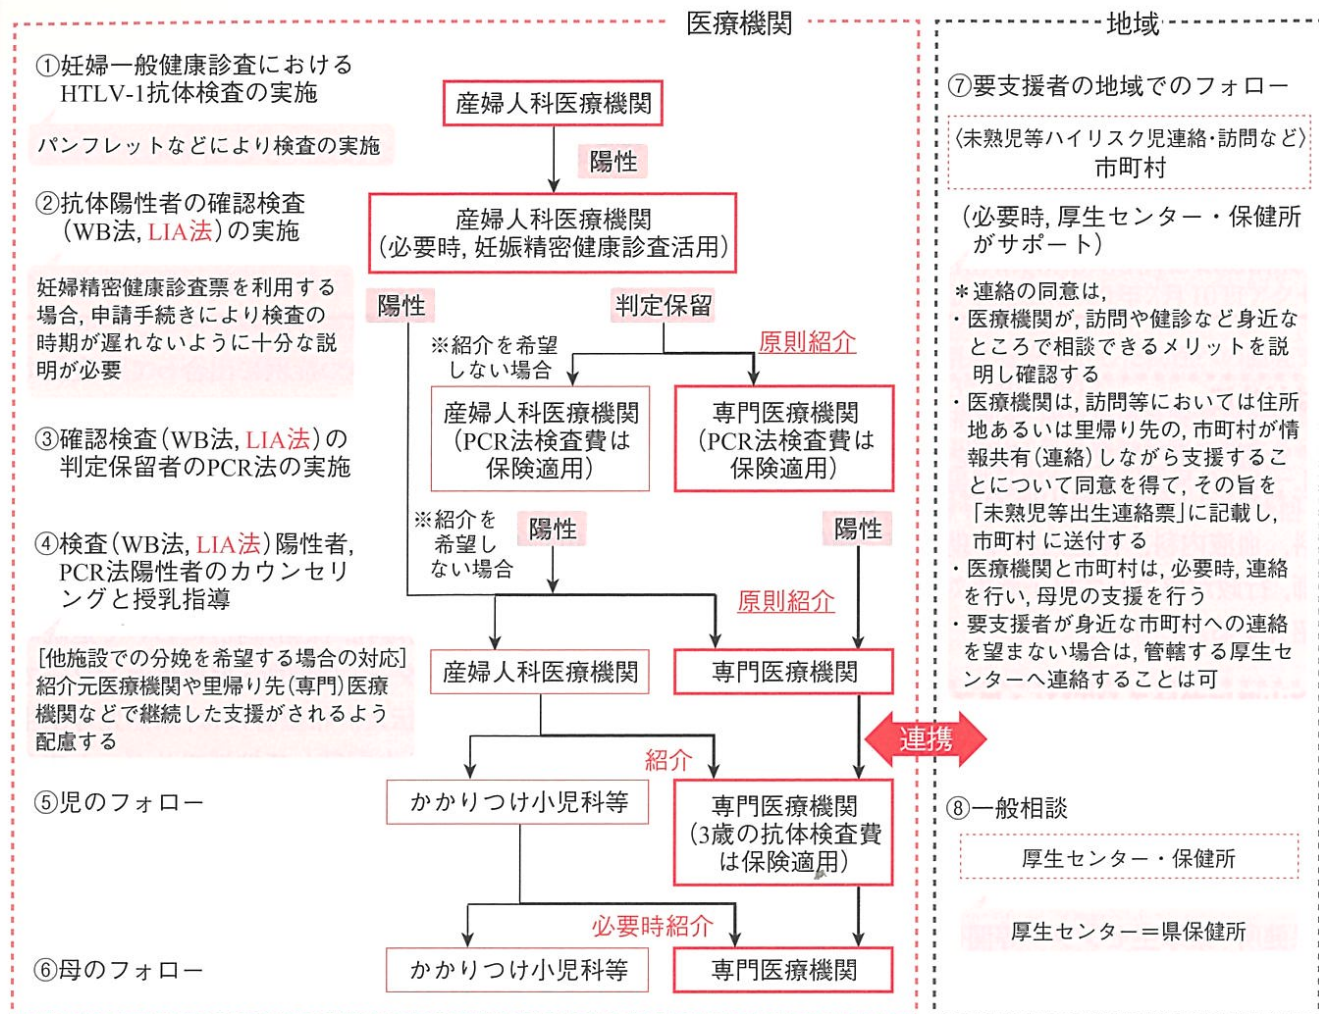 医療機関
①妊婦一般健康診査における
HTLV-1抗体検査の実施
パンフレットなどにより検査の実施
②抗体陽性者の確認検査
(WB法, LIA法)の実施
妊婦精密健康診査票を利用する
場合, 申請手続きにより検査の
時期が遅れないように十分な説
明が必要
③確認検査(WB法, LIA法)の
判定保留者のPCR法の実施
④検査(WB法, LIA法)陽性者,
PCR法陽性者のカウンセリ
ングと授乳指導
[他施設での分娩を希望する場合の対応]
紹介元医療機関や里帰り先(専門)医療
機関などで継続した支援がされるよう
配慮する
⑤児のフォロー
⑥母のフォロー
産婦人科医療機関
陽性
産婦人科医療機関
(必要時, 妊娠精密健康診査活用)
陽性
判定保留
※紹介を希望
しない場合
原則紹介
産婦人科医療機関
(PCR法検査費は
保険適用)
専門医療機関
(PCR法検査費は
保険適用)
※紹介を
希望し
ない場合
陽性
陽性
原則紹介
産婦人科医療機関
専門医療機関
連携
紹介
かかりつけ小児科等
専門医療機関
(3歳の抗体検査費
は保険適用)
必要時紹介
かかりつけ小児科等
専門医療機関
地域
⑦要支援者の地域でのフォロー
〈未熟児等ハイリスク児連絡・訪問など〉
市町村
(必要時, 厚生センター・保健所
がサポート)
*連絡の同意は,
・医療機関が, 訪問や健診など身近な
ところで相談できるメリットを説
明し確認する
・医療機関は, 訪問等においては住所
地あるいは里帰り先の, 市町村が情
報共有(連絡)しながら支援するこ
とについて同意を得て, その旨を
「未熟児等出生連絡票」に記載し,
市町村 に送付する
・医療機関と市町村は, 必要時, 連絡
を行い, 母児の支援を行う
・要支援者が身近な市町村への連絡
を望まない場合は, 管轄する厚生セ
ンターへ連絡することは可
⑧一般相談
厚生センター・保健所
厚生センター＝県保健所